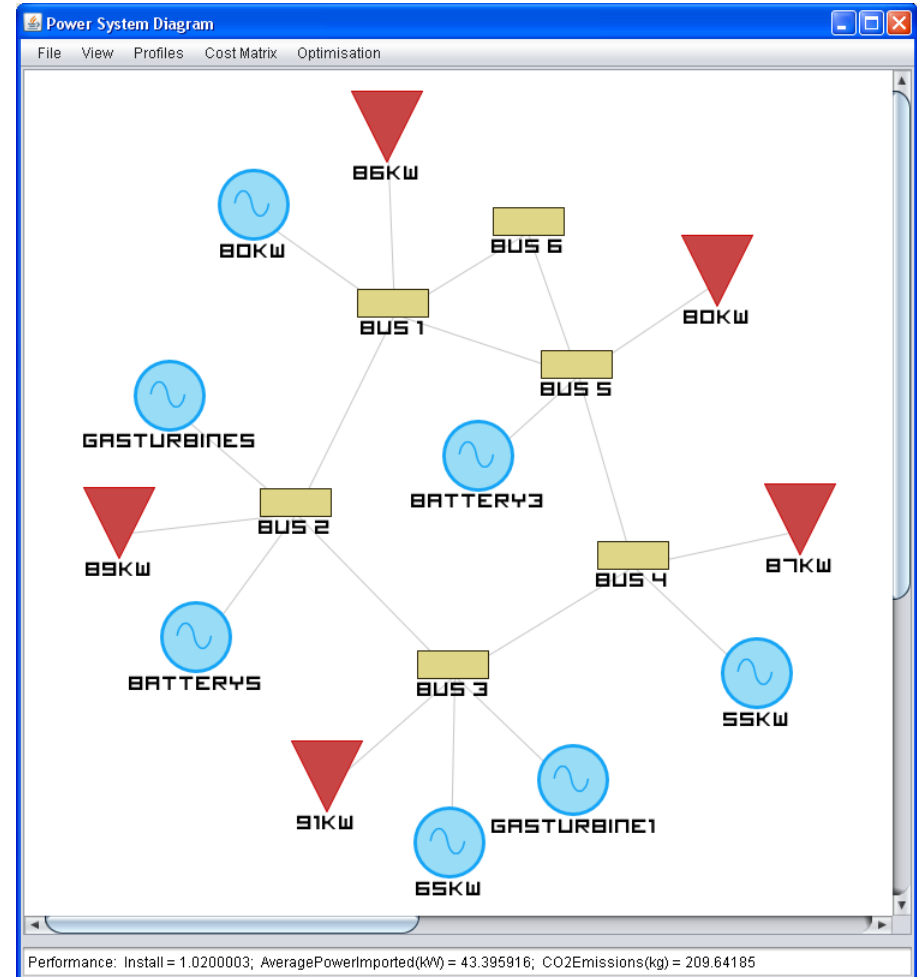 Power System Diagram
File View Profiles Cost Matrix Optimisation
86KW
80KW
BUS 6
80KW
BUS 1
BUS 5
GASTURBINE5
BATTERY3
BUS 2
89KW
87KW
BUS 4
BATTERY5
BUS 3
55KW
91KW
GASTURBINE1
65KW
Performance: Install = 1.0200003; AveragePowerImported(kW) = 43.395916; CO2Emissions(kg) = 209.64185